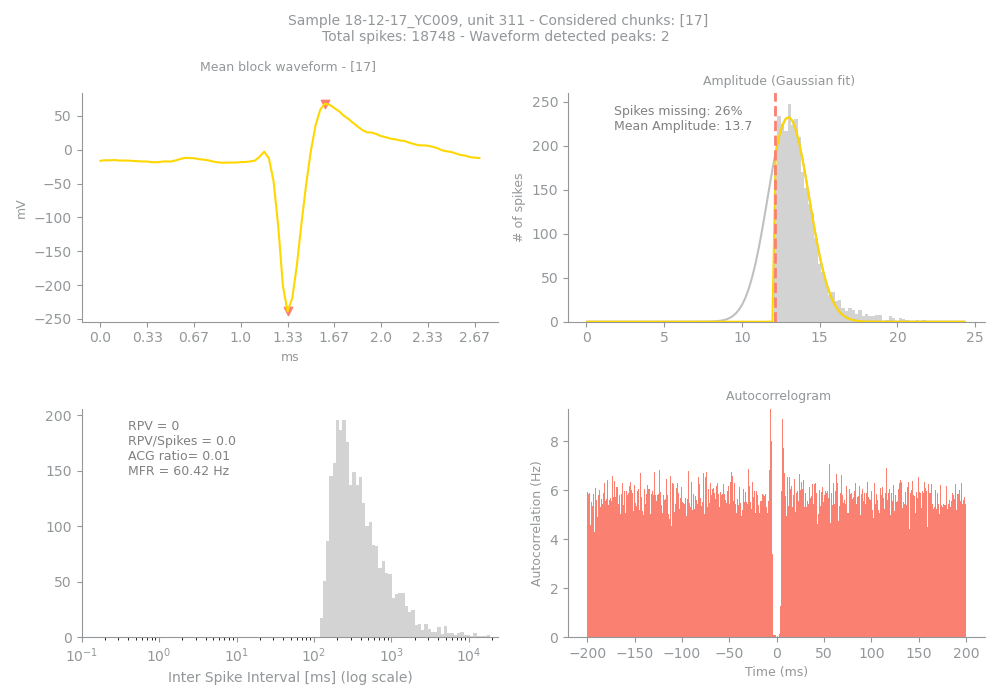 Sample 18-12-17_YC009, unit 311 - Considered chunks: [17]
Total spikes: 18748 - Waveform detected peaks: 2
Mean block waveform - [17]
mV
50
0
−50
−100
−150
−200
−250
0.0 0.33 0.67 1.0 1.33 1.67 2.0 2.33 2.67
ms
Amplitude (Gaussian fit)
Spikes missing: 26%
Mean Amplitude: 13.7
# of spikes
250
200
150
100
50
0
0 5 10 15 20 25
RPV = 0
RPV/Spikes = 0.0
ACG ratio= 0.01
MFR = 60.42 Hz
200
150
100
50
0
10−1 100 101 102 103 104
Inter Spike Interval [ms] (log scale)
Autocorrelogram
Autocorrelation (Hz)
8
6
4
2
0
−200 −150 −100 −50 0 50 100 150 200
Time (ms)